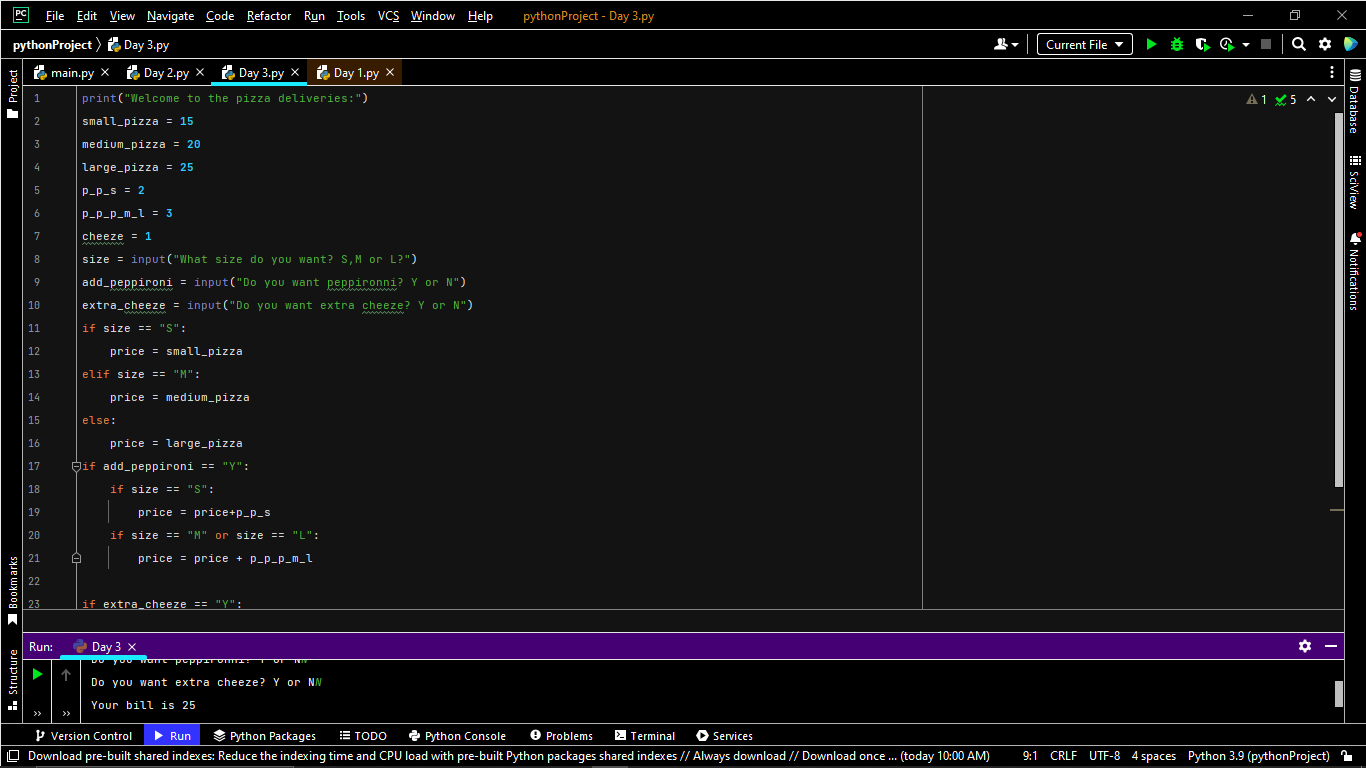 PC File Edit View Navigate Code Refactor Run Tools VCS Window Help pythonProject - Day 3.py
pythonProject Day 3.py Current File
main.py Day 2.py Day 3.py Day 1.py
Project
Bookmarks
Structure
1 print("Welcome to the pizza deliveries:")
2 small_pizza = 15
3 medium_pizza = 20
4 large_pizza = 25
5 p_p_s = 2
6 p_p_p_m_l = 3
7 cheeze = 1
8 size = input("What size do you want? S,M or L?")
9 add_peppironi = input("Do you want peppironni? Y or N")
10 extra_cheeze = input("Do you want extra cheeze? Y or N")
11 if size == "S":
12 price = small_pizza
13 elif size == "M":
14 price = medium_pizza
15 else:
16 price = large_pizza
17 if add_peppironi == "Y":
18 if size == "S":
19 price = price+p_p_s
20 if size == "M" or size == "L":
21 price = price + p_p_p_m_l
22
23 if extra_cheeze == "Y":
1 5
Database
SciView
Notifications
Run: Day 3
Do you want peppironni? Y or NN
Do you want extra cheeze? Y or NN
Your bill is 25
Version Control Run Python Packages TODO Python Console Problems Terminal Services
Download pre-built shared indexes: Reduce the indexing time and CPU load with pre-built Python packages shared indexes // Always download // Download once ... (today 10:00 AM) 9:1 CRLF UTF-8 4 spaces Python 3.9 (pythonProject)